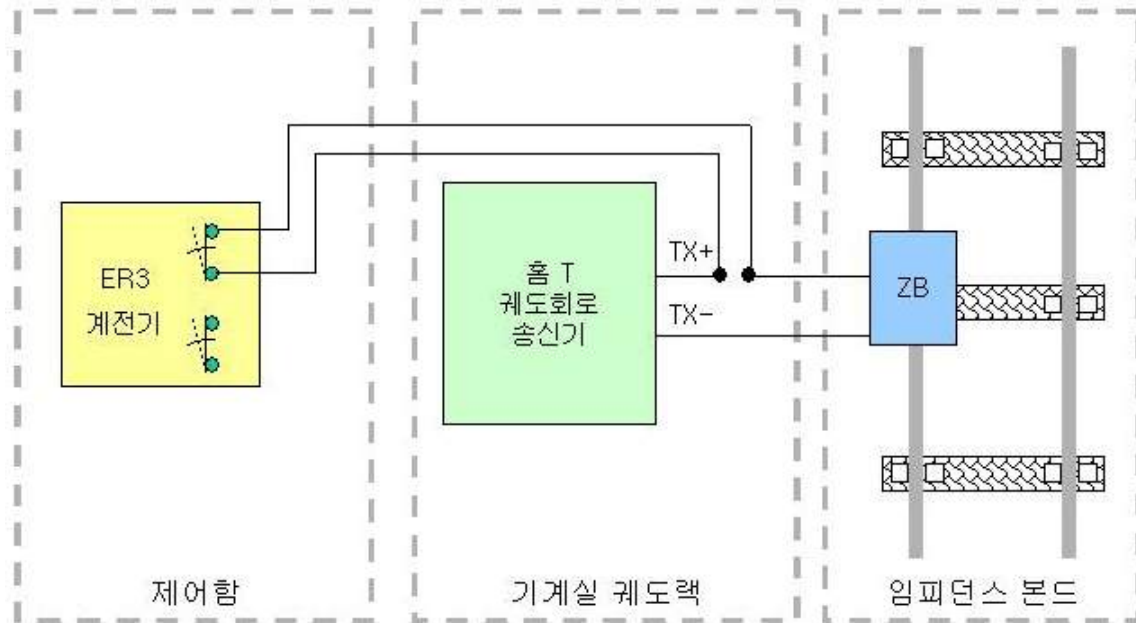 ER3
계전기
홈 T
궤도회로
송신기
TX+
TX-
ZB
제어함
기계실 궤도랙
임피던스 본드